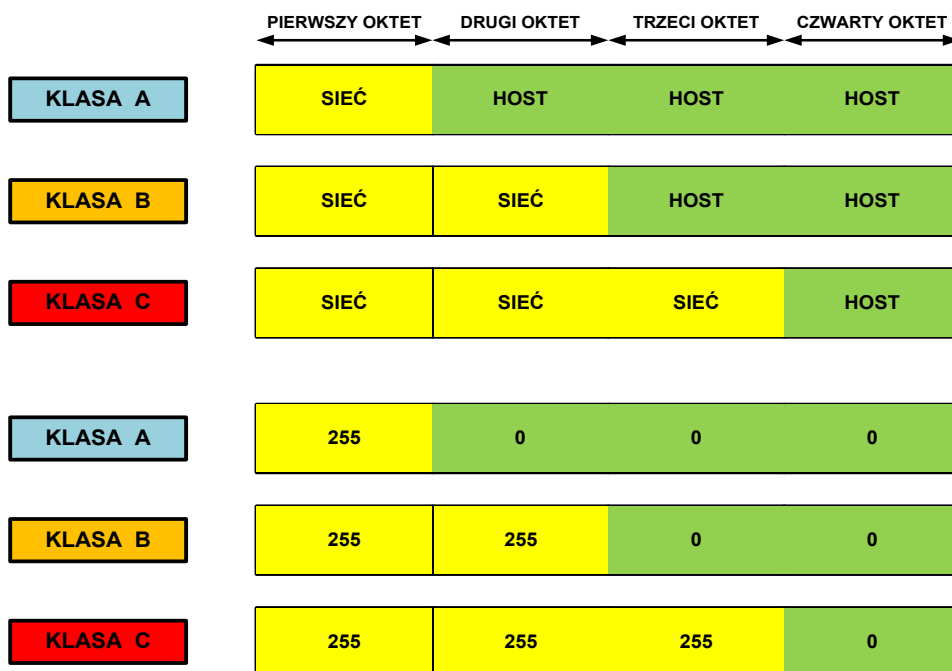 PIERWSZY OKTET DRUGI OKTET TRZECI OKTET CZWARTY OKTET
KLASA A SIEĆ HOST HOST HOST
KLASA B SIEĆ SIEĆ HOST HOST
KLASA C SIEĆ SIEĆ SIEĆ HOST
KLASA A 255 0 0 0
KLASA B 255 255 0 0
KLASA C 255 255 255 0